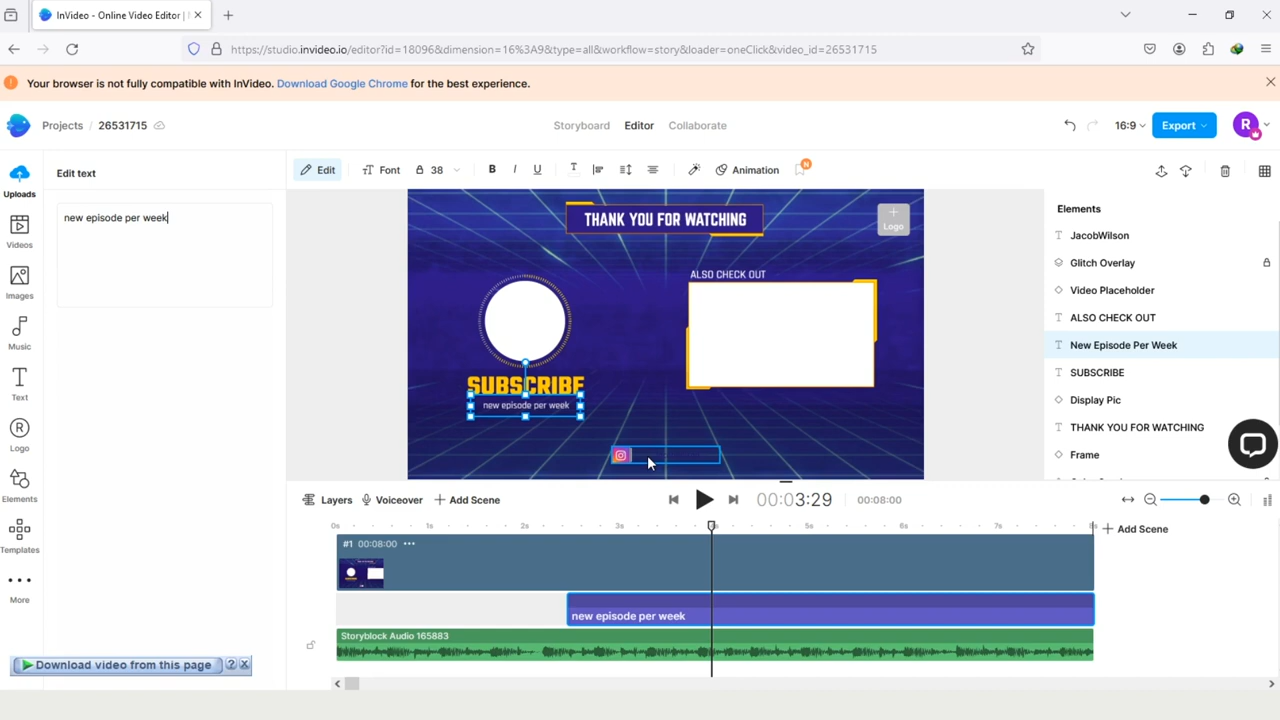 InVideo - Online Video Editor |
https://studio.invideo.io/editor?id=18096&dimension=16%3A9&type=all&workflow=story&loader=oneClick&video_id=26531715
Your browser is not fully compatible with InVideo. Download Google Chrome for the best experience.
Projects / 26531715
Storyboard Editor Collaborate
16:9 Export R
Uploads
Videos
Images
Music
Text
Logo
Elements
Templates
More
Edit text
new episode per week
Edit Font 38 B I U Animation N
THANK YOU FOR WATCHING
Logo
ALSO CHECK OUT
SUBSCRIBE
new episode per week
Elements
JacobWilson
Glitch Overlay
Video Placeholder
ALSO CHECK OUT
New Episode Per Week
SUBSCRIBE
Display Pic
THANK YOU FOR WATCHING
Frame
Layers Voiceover Add Scene
00:03:29 00:08:00
0s 1s 2s 3s 5s 6s 7s
Add Scene
#1 00:08:00
new episode per week
Storyblock Audio 165883
Download video from this page ? X